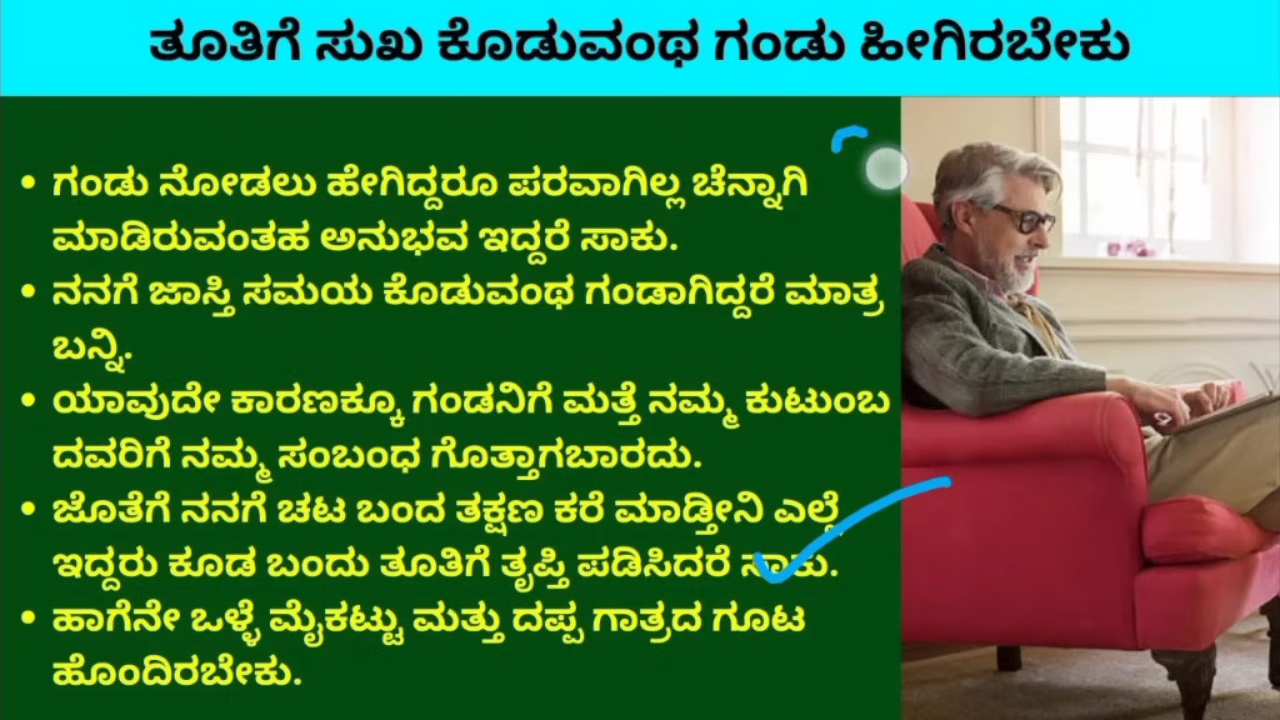 ತೂತಿಗೆ ಸುಖ ಕೊಡುವಂಥ ಗಂಡು ಹೀಗಿರಬೇಕು
• ಗಂಡು ನೋಡಲು ಹೇಗಿದ್ದರೂ ಪರವಾಗಿಲ್ಲ ಚೆನ್ನಾಗಿ
ಮಾಡಿರುವಂತಹ ಅನುಭವ ಇದ್ದರೆ ಸಾಕು.
• ನನಗೆ ಜಾಸ್ತಿ ಸಮಯ ಕೊಡುವಂಥ ಗಂಡಾಗಿದ್ದರೆ ಮಾತ್ರ
ಬನ್ನಿ.
• ಯಾವುದೇ ಕಾರಣಕ್ಕೂ ಗಂಡನಿಗೆ ಮತ್ತೆ ನಮ್ಮ ಕುಟುಂಬ
ದವರಿಗೆ ನಮ್ಮ ಸಂಬಂಧ ಗೊತ್ತಾಗಬಾರದು.
• ಜೊತೆಗೆ ನನಗೆ ಚಟ ಬಂದ ತಕ್ಷಣ ಕರೆ ಮಾಡ್ತೀನಿ ಎಲ್ಲೆ
ಇದ್ದರು ಕೂಡ ಬಂದು ತೂತಿಗೆ ತೃಪ್ತಿ ಪಡಿಸಿದರೆ ಸಾಕು.
• ಹಾಗೆನೇ ಒಳ್ಳೆ ಮೈಕಟ್ಟು ಮತ್ತು ದಪ್ಪ ಗಾತ್ರದ ಗೂಟ
ಹೊಂದಿರಬೇಕು.